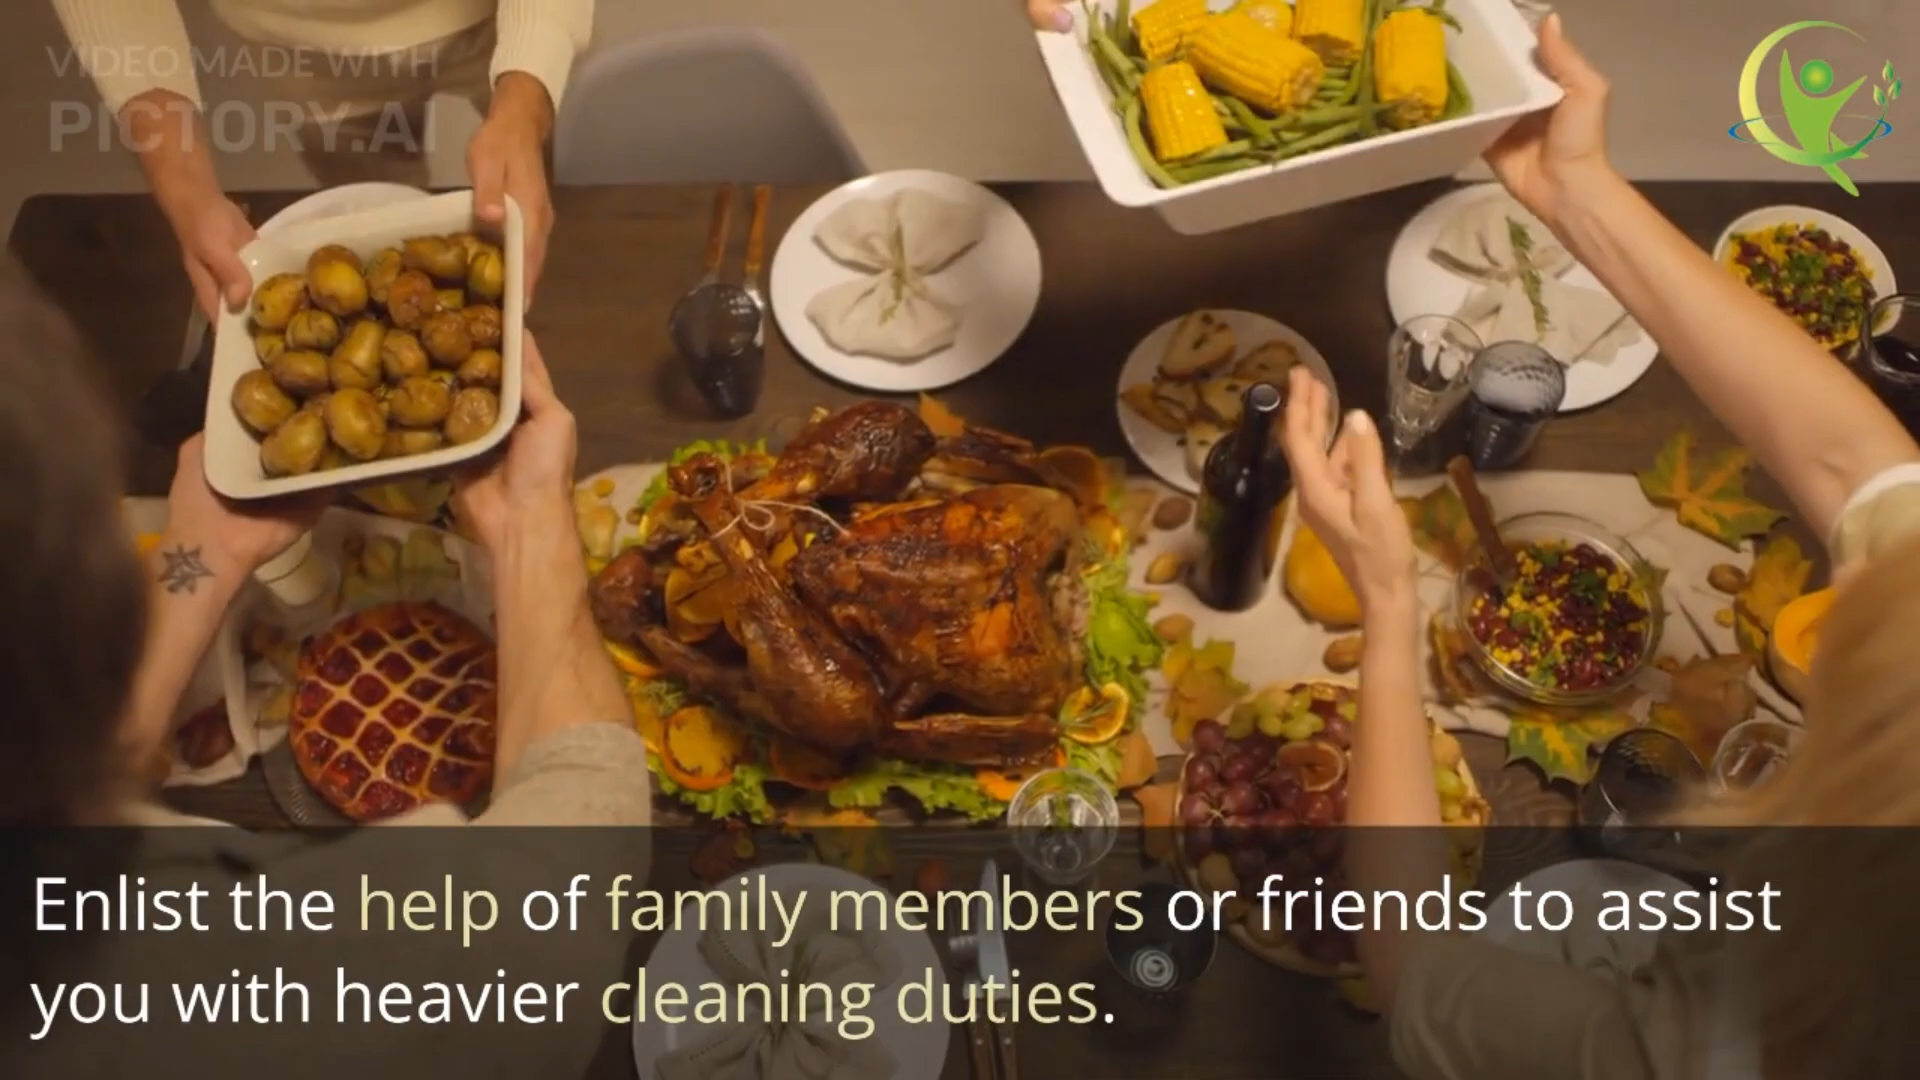 VIDEO MADE WITH
PICTORY.AI
Enlist the help of family members or friends to assist
you with heavier cleaning duties.